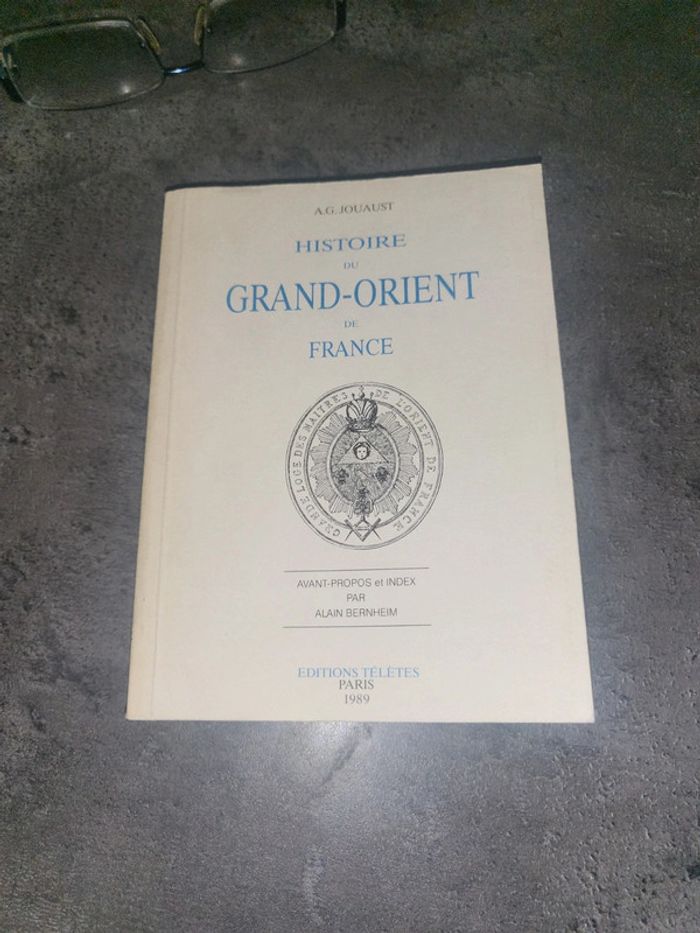 A.G. JOUAUST
HISTOIRE
DU
GRAND-ORIENT
DE
FRANCE
GRANDE LOGE DES MAITRES DE L'ORIENT DE FRANCE
AVANT-PROPOS et INDEX
PAR
ALAIN BERNHEIM
EDITIONS TÉLÈTES
PARIS
1989